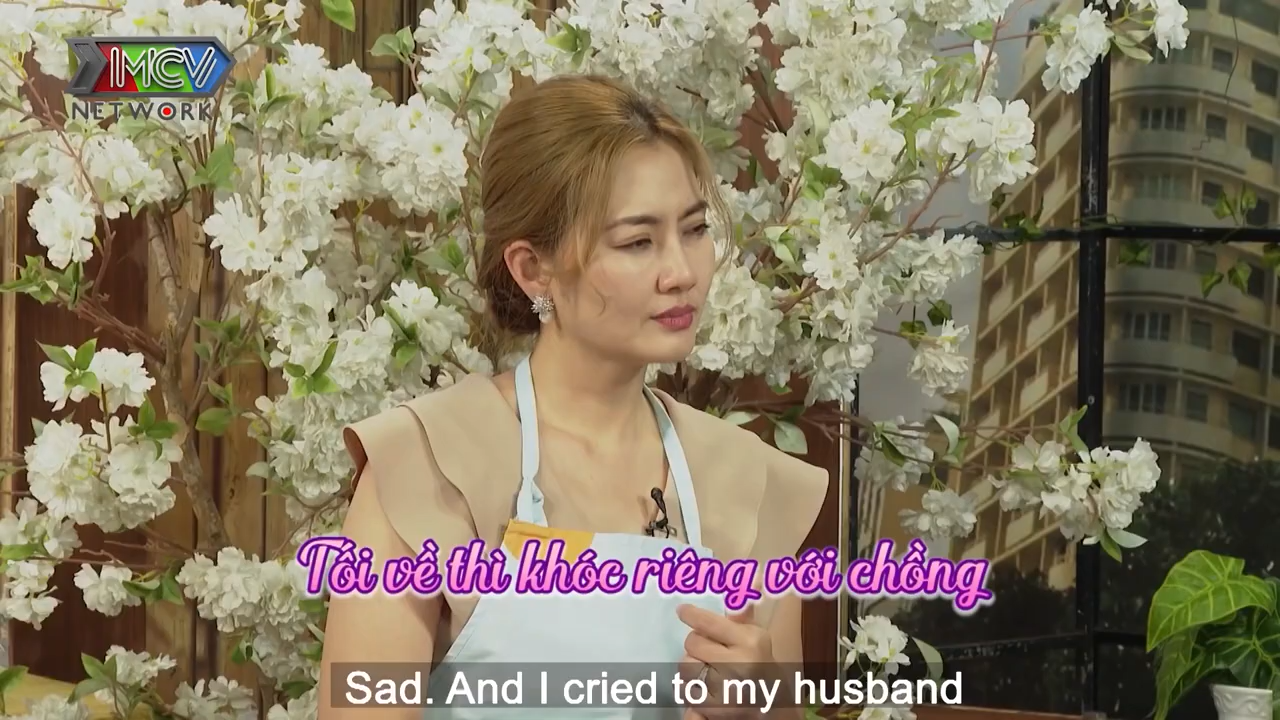 MCV
NETWORK
Tôi về thì khóc riêng với chồng
Sad. And I cried to my husband